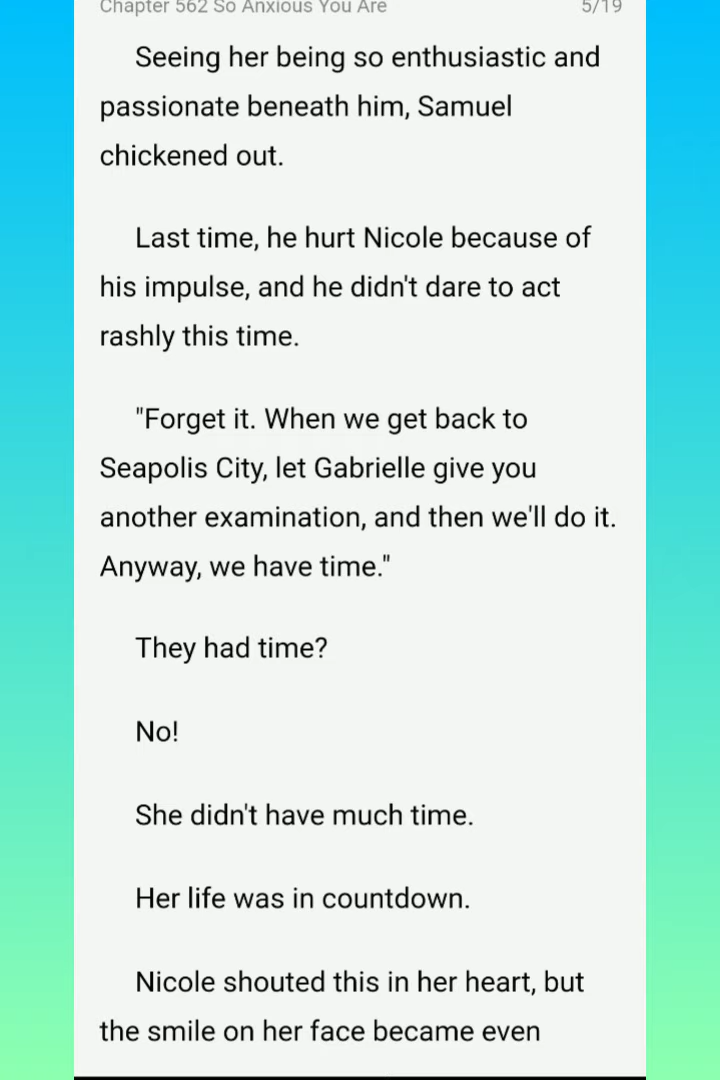 Chapter 562 So Anxious You Are 5/19
Seeing her being so enthusiastic and
passionate beneath him, Samuel
chickened out.
Last time, he hurt Nicole because of
his impulse, and he didn't dare to act
rashly this time.
"Forget it. When we get back to
Seapolis City, let Gabrielle give you
another examination, and then we'll do it.
Anyway, we have time."
They had time?
No!
She didn't have much time.
Her life was in countdown.
Nicole shouted this in her heart, but
the smile on her face became even